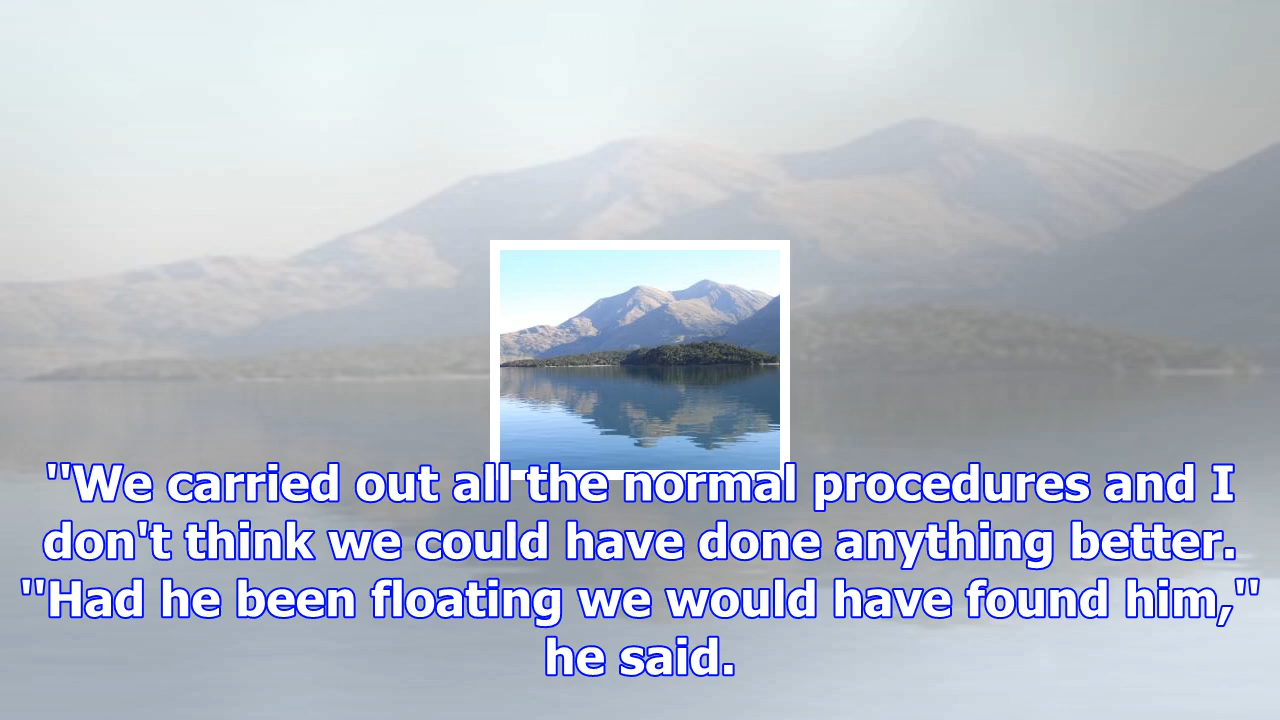 "We carried out all the normal procedures and I
don't think we could have done anything better.
"Had he been floating we would have found him,"
he said.